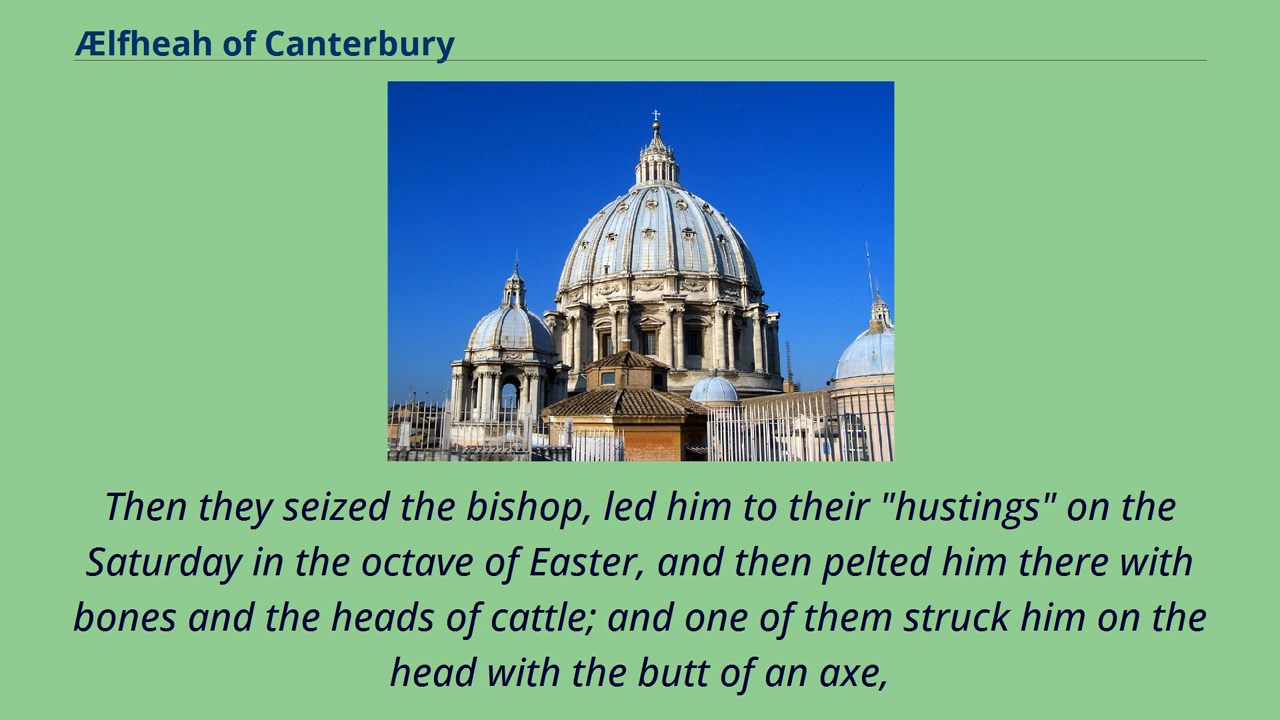 Ælfheah of Canterbury
Then they seized the bishop, led him to their "hustings" on the
Saturday in the octave of Easter, and then pelted him there with
bones and the heads of cattle; and one of them struck him on the
head with the butt of an axe,